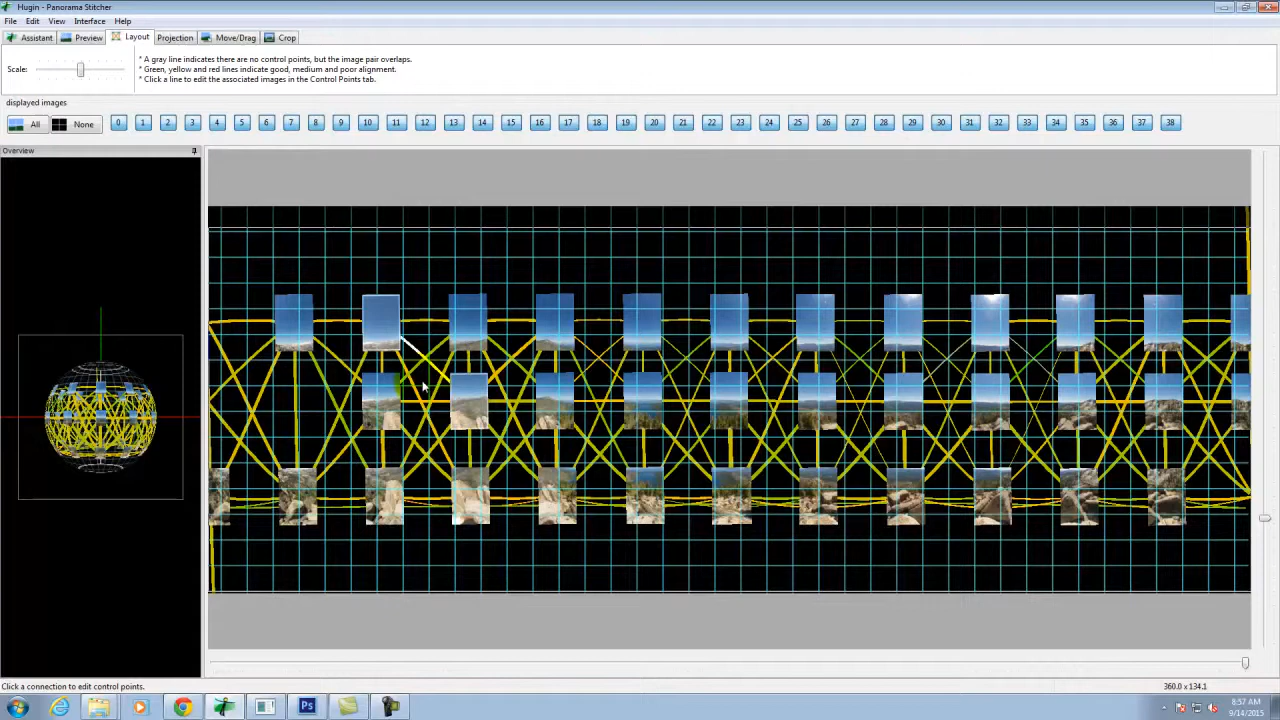 Hugin - Panorama Stitcher
File Edit View Interface Help
Assistant Preview Layout Projection Move/Drag Crop
Scale:
* A gray line indicates there are no control points, but the image pair overlaps.
* Green, yellow and red lines indicate good, medium and poor alignment.
* Click a line to edit the associated images in the Control Points tab.
displayed images
All None 0 1 2 3 4 5 6 7 8 9 10 11 12 13 14 15 16 17 18 19 20 21 22 23 24 25 26 27 28 29 30 31 32 33 34 35 36 37 38
Overview
Click a connection to edit control points.
360.0 x 134.1
Ps
8:57 AM
9/14/2015